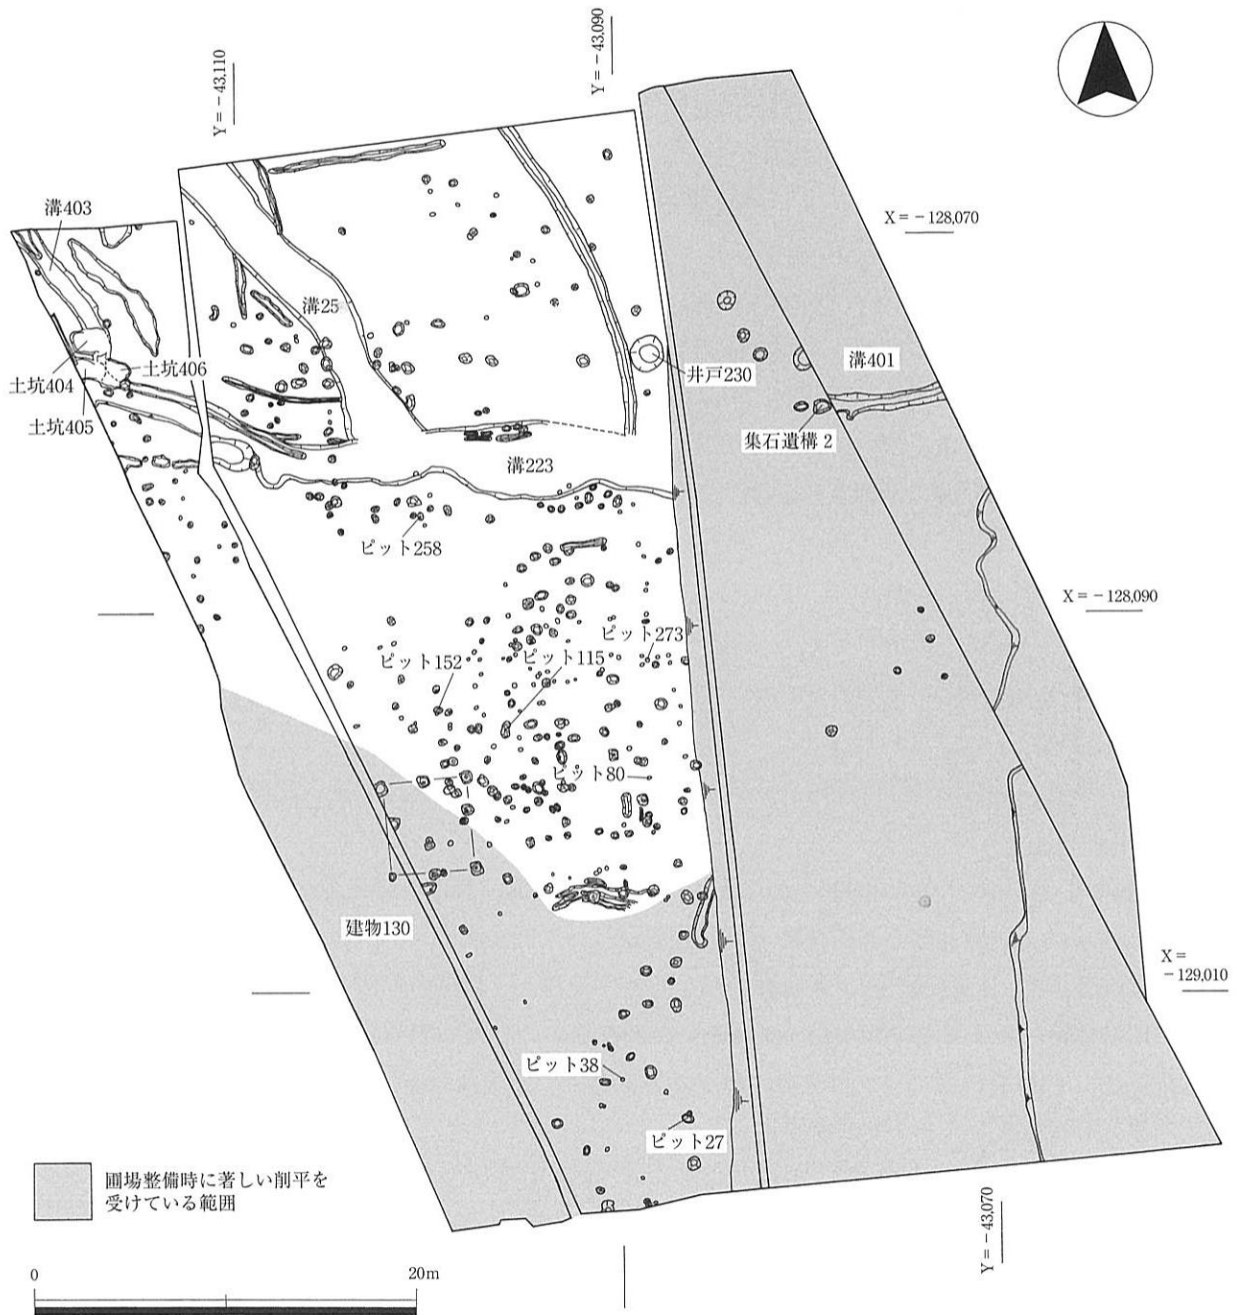 Y=-43,110
Y=-43,090
X=-128,070
溝403
溝25
土坑404
土坑406
土坑405
井戸230
溝401
集石遺構2
溝223
ピット258
X=-128,090
ピット273
ピット152
ピット115
ピット80
建物130
X=
-129,010
ピット38
ピット27
圃場整備時に著しい削平を
受けている範囲
Y=-43,070
0
20m